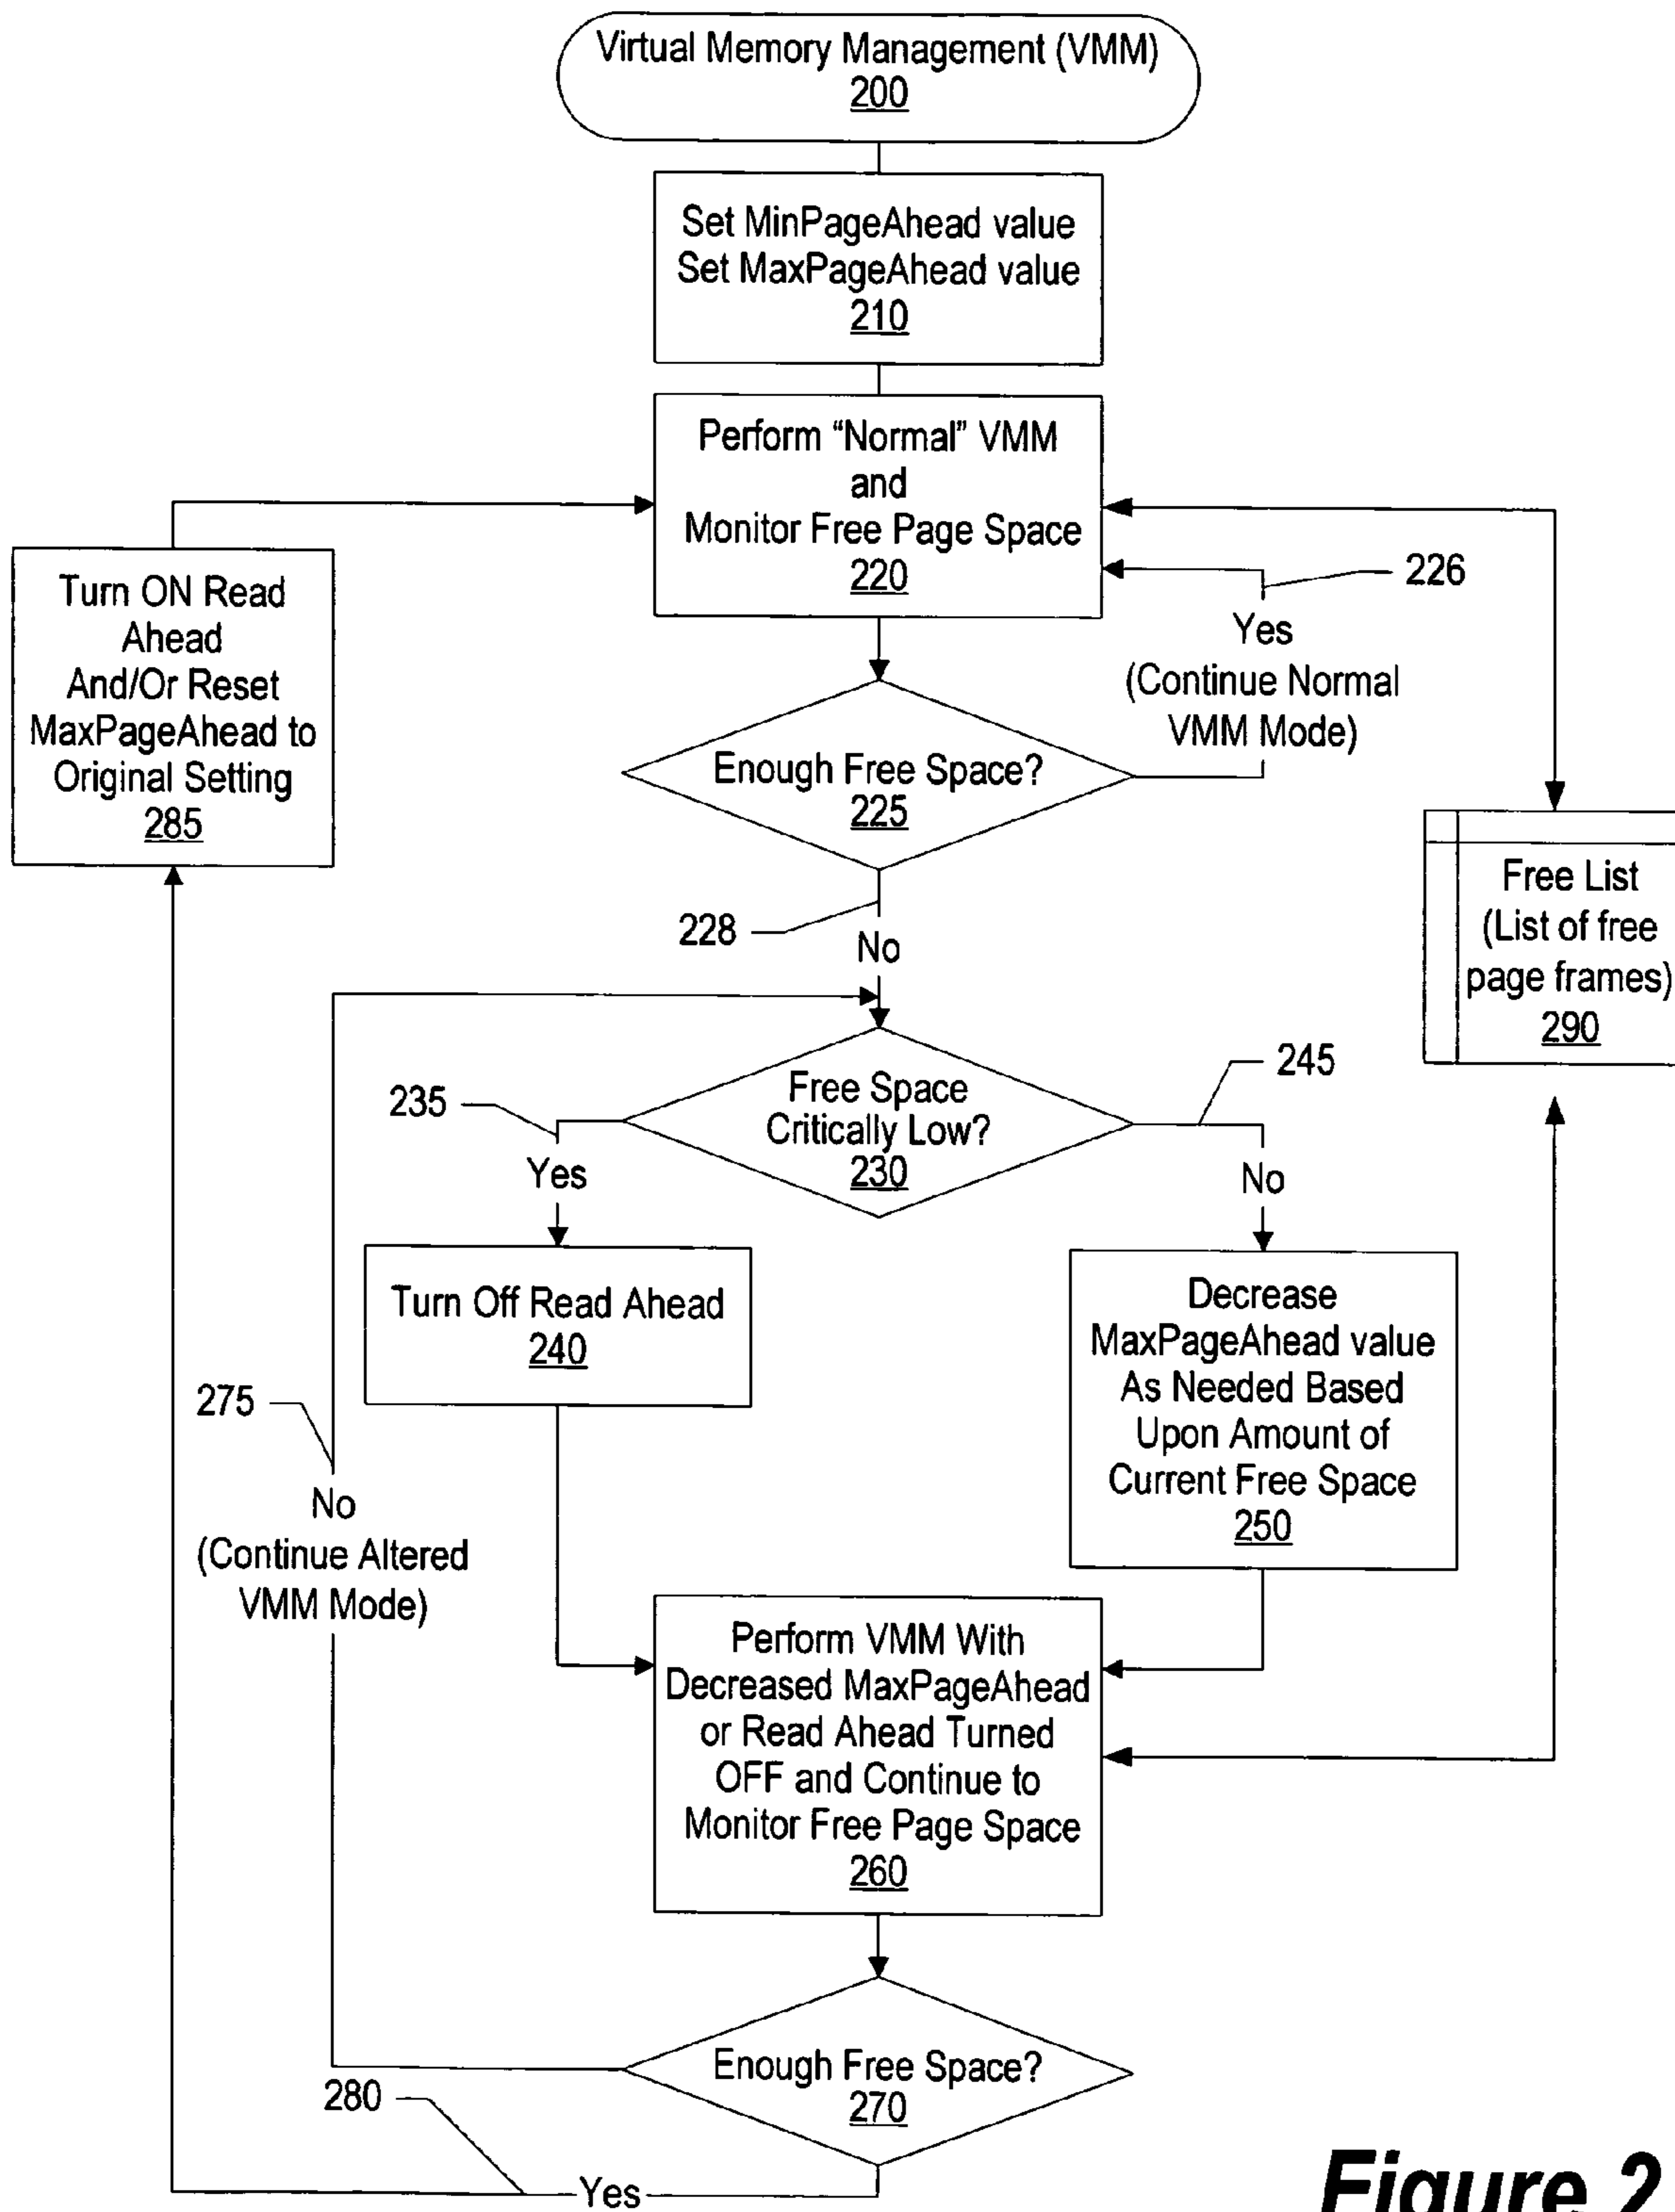 Virtual Memory Management (VMM)
200
Set MinPageAhead value
Set MaxPageAhead value
210
Perform “Normal” VMM
and
Monitor Free Page Space
220
226
Yes
(Continue Normal
VMM Mode)
Turn ON Read
Ahead
And/Or Reset
MaxPageAhead to
Original Setting
285
Enough Free Space?
225
228
No
Free List
(List of free
page frames)
290
Free Space
Critically Low?
230
235
Yes
245
No
Turn Off Read Ahead
240
Decrease
MaxPageAhead value
As Needed Based
Upon Amount of
Current Free Space
250
275
No
(Continue Altered
VMM Mode)
Perform VMM With
Decreased MaxPageAhead
or Read Ahead Turned
OFF and Continue to
Monitor Free Page Space
260
Enough Free Space?
270
280
Yes
Figure 2